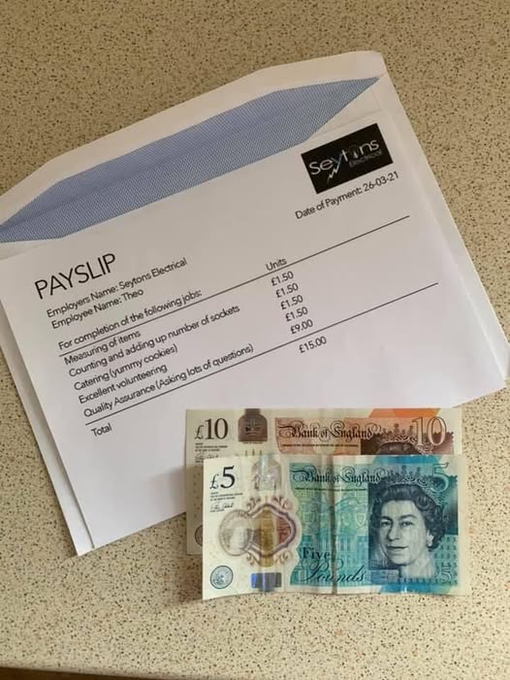 Seytons
Electrical
Date of Payment: 26-03-21
PAYSLIP
Employers Name: Seytons Electrical
Employee Name: Theo
For completion of the following jobs: Units
Measuring of items £1.50
Counting and adding up number of sockets £1.50
Catering (yummy cookies) £1.50
Excellent volunteering £1.50
Quality Assurance (Asking lots of questions) £9.00
Total £15.00
£10 Bank of England 10
£5 Bank of England 5
Five
Pounds